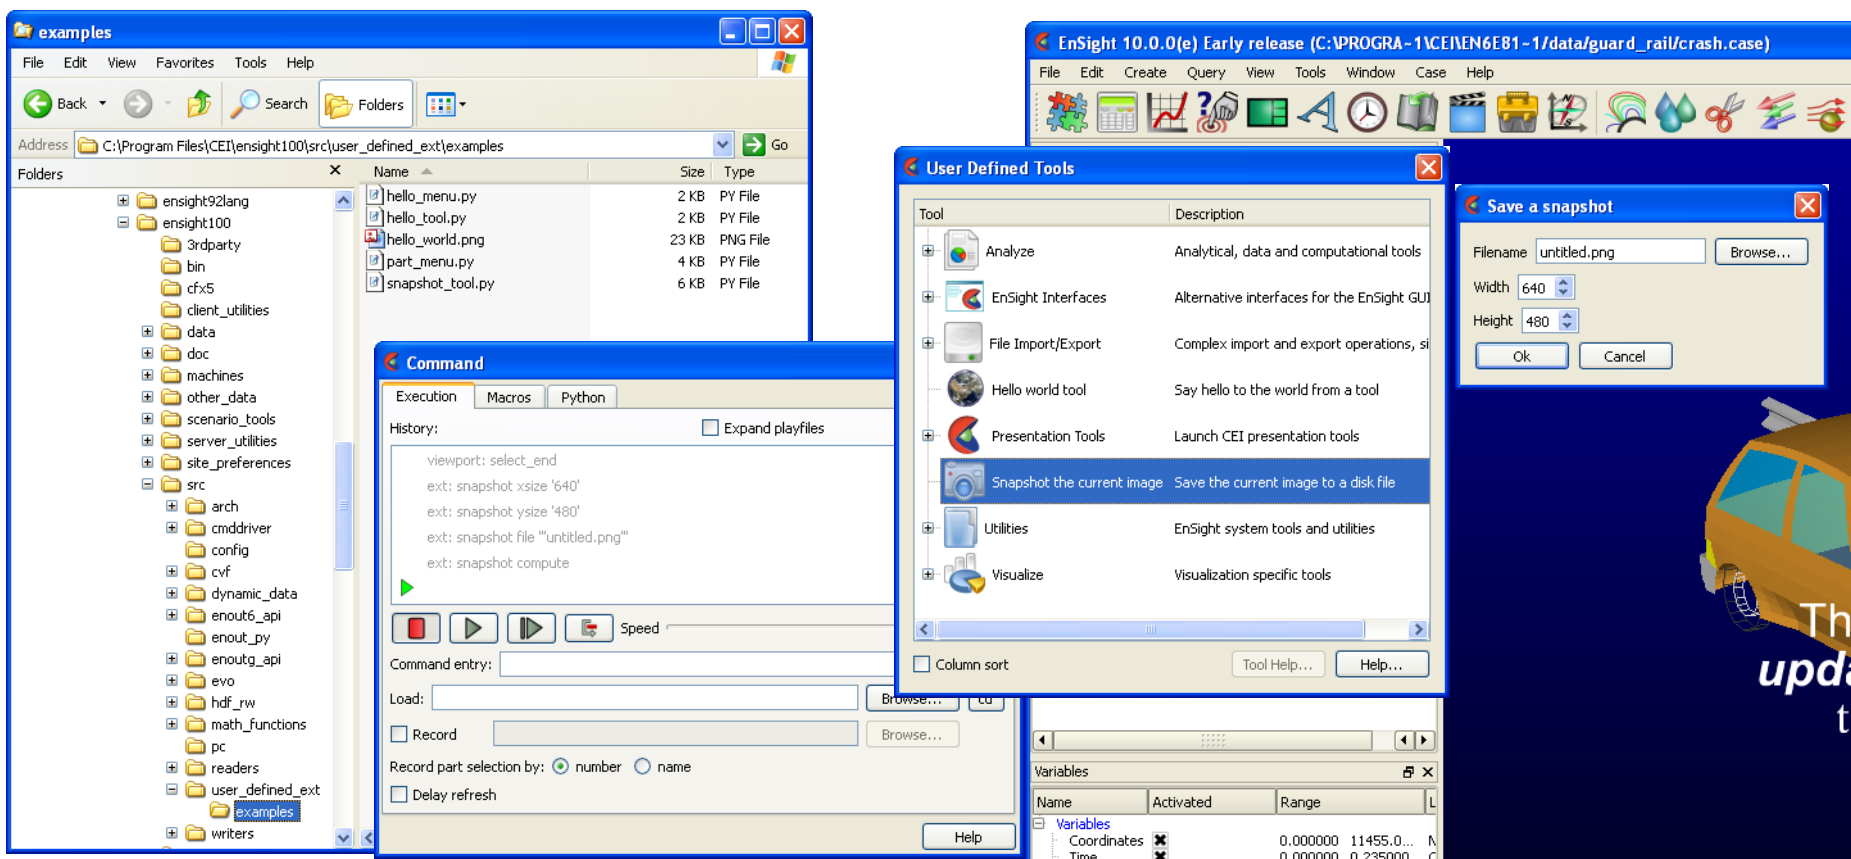 examples
File Edit View Favorites Tools Help
Back Search Folders
Address C:\Program Files\CEI\ensight100\src\user_defined_ext\examples Go
Folders
ensight92lang
ensight100
3rdparty
bin
cfx5
client_utilities
data
doc
machines
other_data
scenario_tools
server_utilities
site_preferences
src
arch
cmddriver
config
cvf
dynamic_data
enout6_api
enout_py
enoutg_api
evo
hdf_rw
math_functions
pc
readers
user_defined_ext
examples
writers
Name Size Type
hello_menu.py 2 KB PY File
hello_tool.py 2 KB PY File
hello_world.png 23 KB PNG File
part_menu.py 4 KB PY File
snapshot_tool.py 6 KB PY File
Command
Execution Macros Python
History: Expand playfiles
viewport: select_end
ext: snapshot xsize '640'
ext: snapshot ysize '480'
ext: snapshot file '"untitled.png"'
ext: snapshot compute
Speed
Command entry:
Load: Browse... cd
Record Browse...
Record part selection by: number name
Delay refresh
Help
EnSight 10.0.0(e) Early release (C:\PROGRA~1\CEI\EN6E81~1/data/guard_rail/crash.case)
File Edit Create Query View Tools Window Case Help
User Defined Tools
Tool Description
Analyze Analytical, data and computational tools
EnSight Interfaces Alternative interfaces for the EnSight GUI
File Import/Export Complex import and export operations, si
Hello world tool Say hello to the world from a tool
Presentation Tools Launch CEI presentation tools
Snapshot the current image Save the current image to a disk file
Utilities EnSight system tools and utilities
Visualize Visualization specific tools
Column sort Tool Help... Help...
Save a snapshot
Filename untitled.png Browse...
Width 640
Height 480
Ok Cancel
Th
upda
t
Variables
Name Activated Range L
Variables
Coordinates 0.000000 11455.0... N
Time 0.000000 0.235000